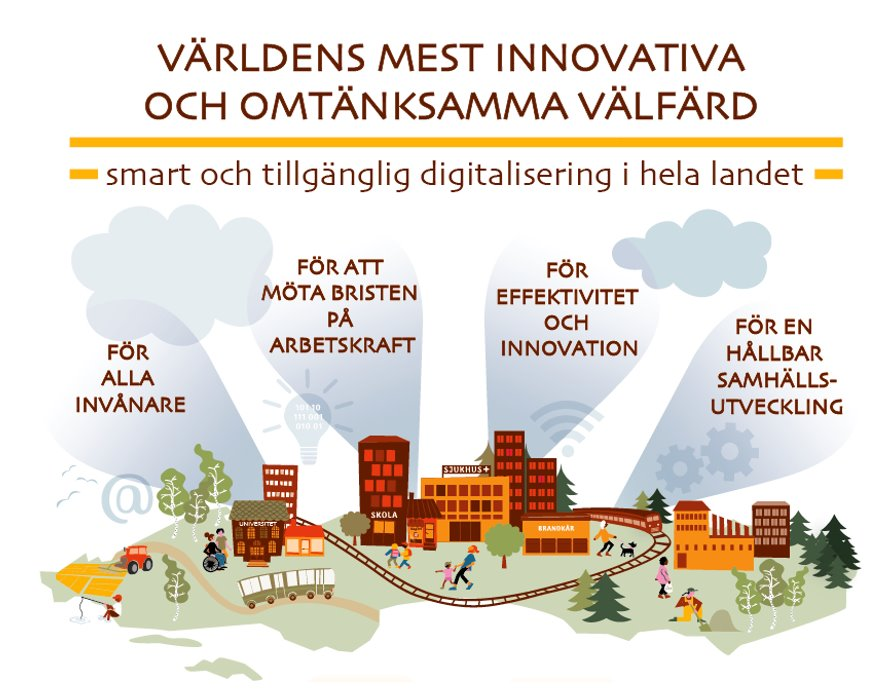 VÄRLDENS MEST INNOVATIVA
OCH OMTÄNKSAMMA VÄLFÄRD
smart och tillgänglig digitalisering i hela landet
FÖR
ALLA
INVÅNARE
FÖR ATT
MÖTA BRISTEN
PÅ
ARBETSKRAFT
FÖR
EFFEKTIVITET
OCH
INNOVATION
FÖR EN
HÅLLBAR
SAMHÄLLS-
UTVECKLING
101 10
111 001
010 01
@
UNIVERSITET
SKOLA
SJUKHUS+
BRANDKÅR